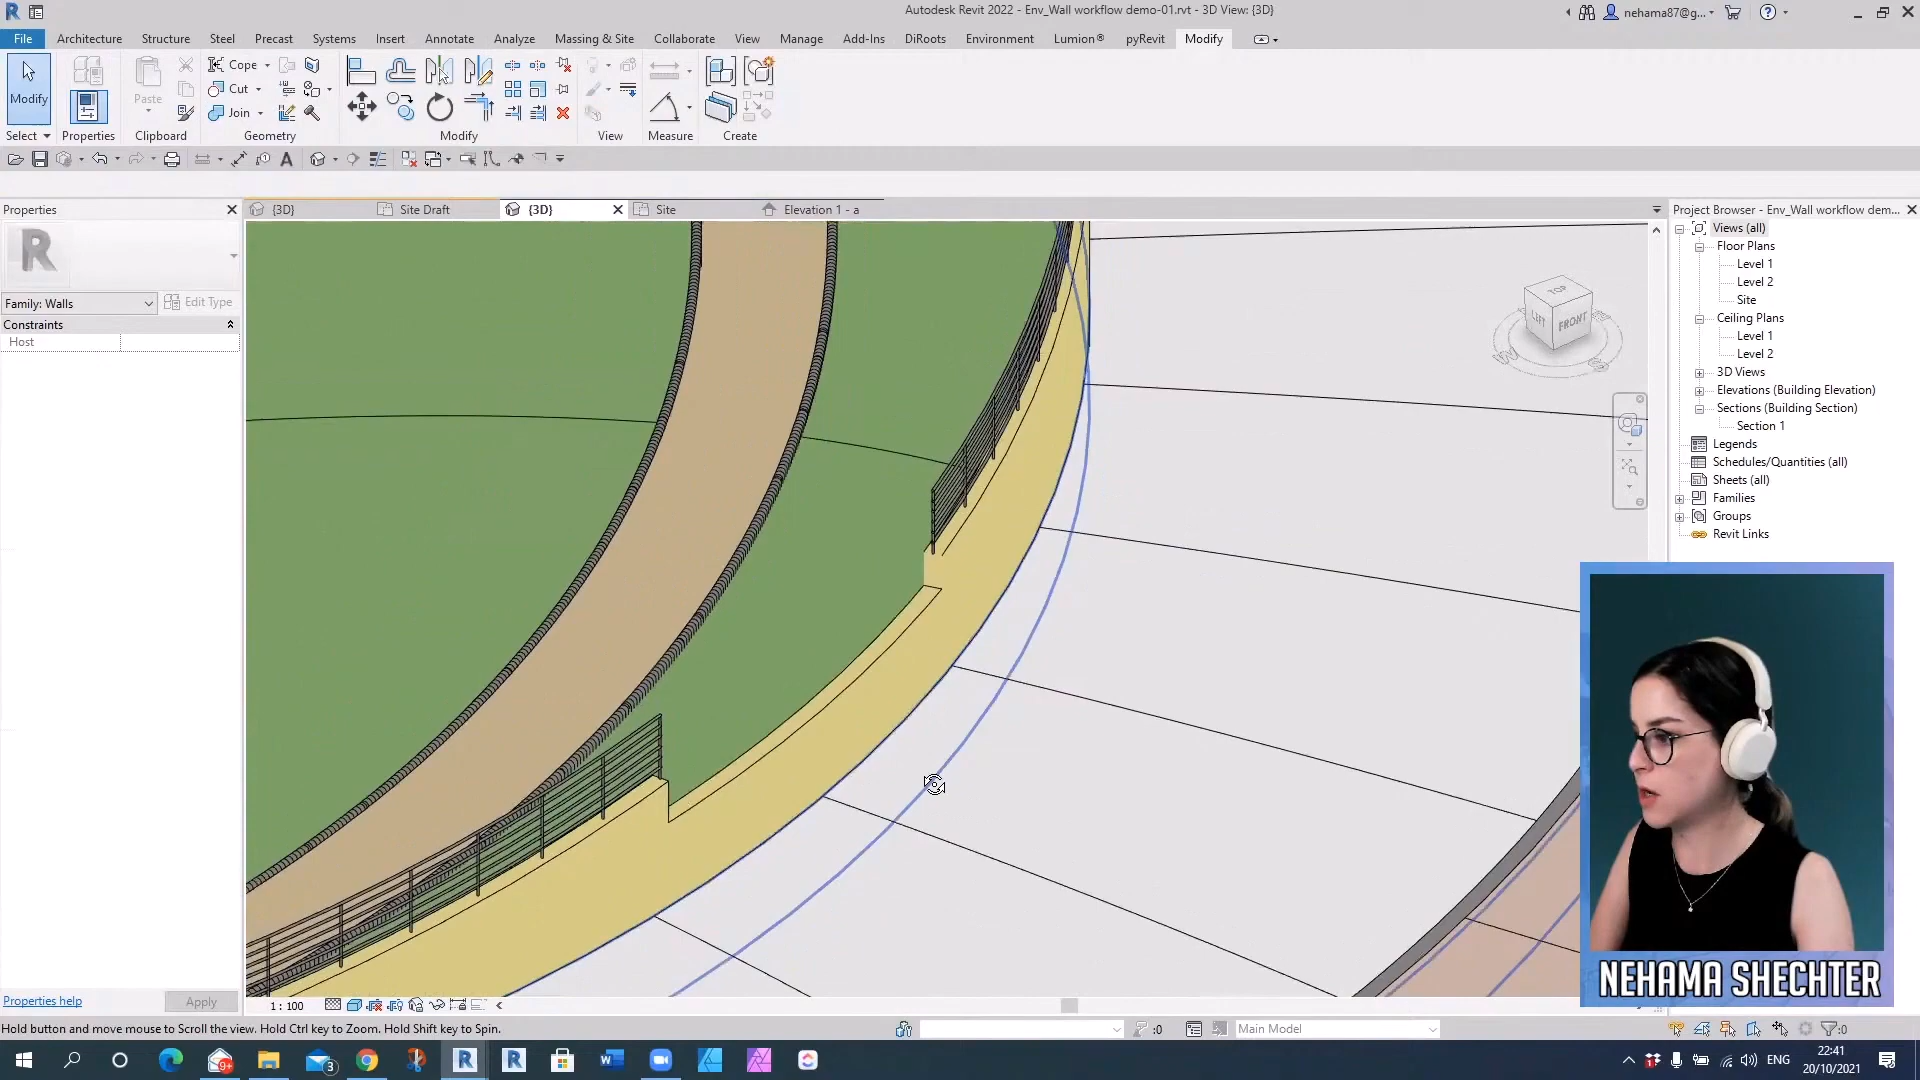 Autodesk Revit 2022 - Env_Wall workflow demo-01.rvt - 3D View: {3D}
nehama87@g...
File Architecture Structure Steel Precast Systems Insert Annotate Analyze Massing & Site Collaborate View Manage Add-Ins DiRoots Environment Lumion® pyRevit Modify
Modify
Paste
Cope
Cut
Join
Select Properties Clipboard Geometry Modify View Measure Create
Properties
{3D} Site Draft {3D} Site Elevation 1 - a
Project Browser - Env_Wall workflow dem...
Family: Walls
Edit Type
Constraints
Host
Views (all)
Floor Plans
Level 1
Level 2
Site
Ceiling Plans
Level 1
Level 2
3D Views
Elevations (Building Elevation)
Sections (Building Section)
Section 1
Legends
Schedules/Quantities (all)
Sheets (all)
Families
Groups
Revit Links
TOP
LEFT
FRONT
NEHAMA SHECHTER
Properties help
Apply
1 : 100
Hold button and move mouse to Scroll the view. Hold Ctrl key to Zoom. Hold Shift key to Spin.
:0
Main Model
:0
9+
3
ENG
22:41
20/10/2021